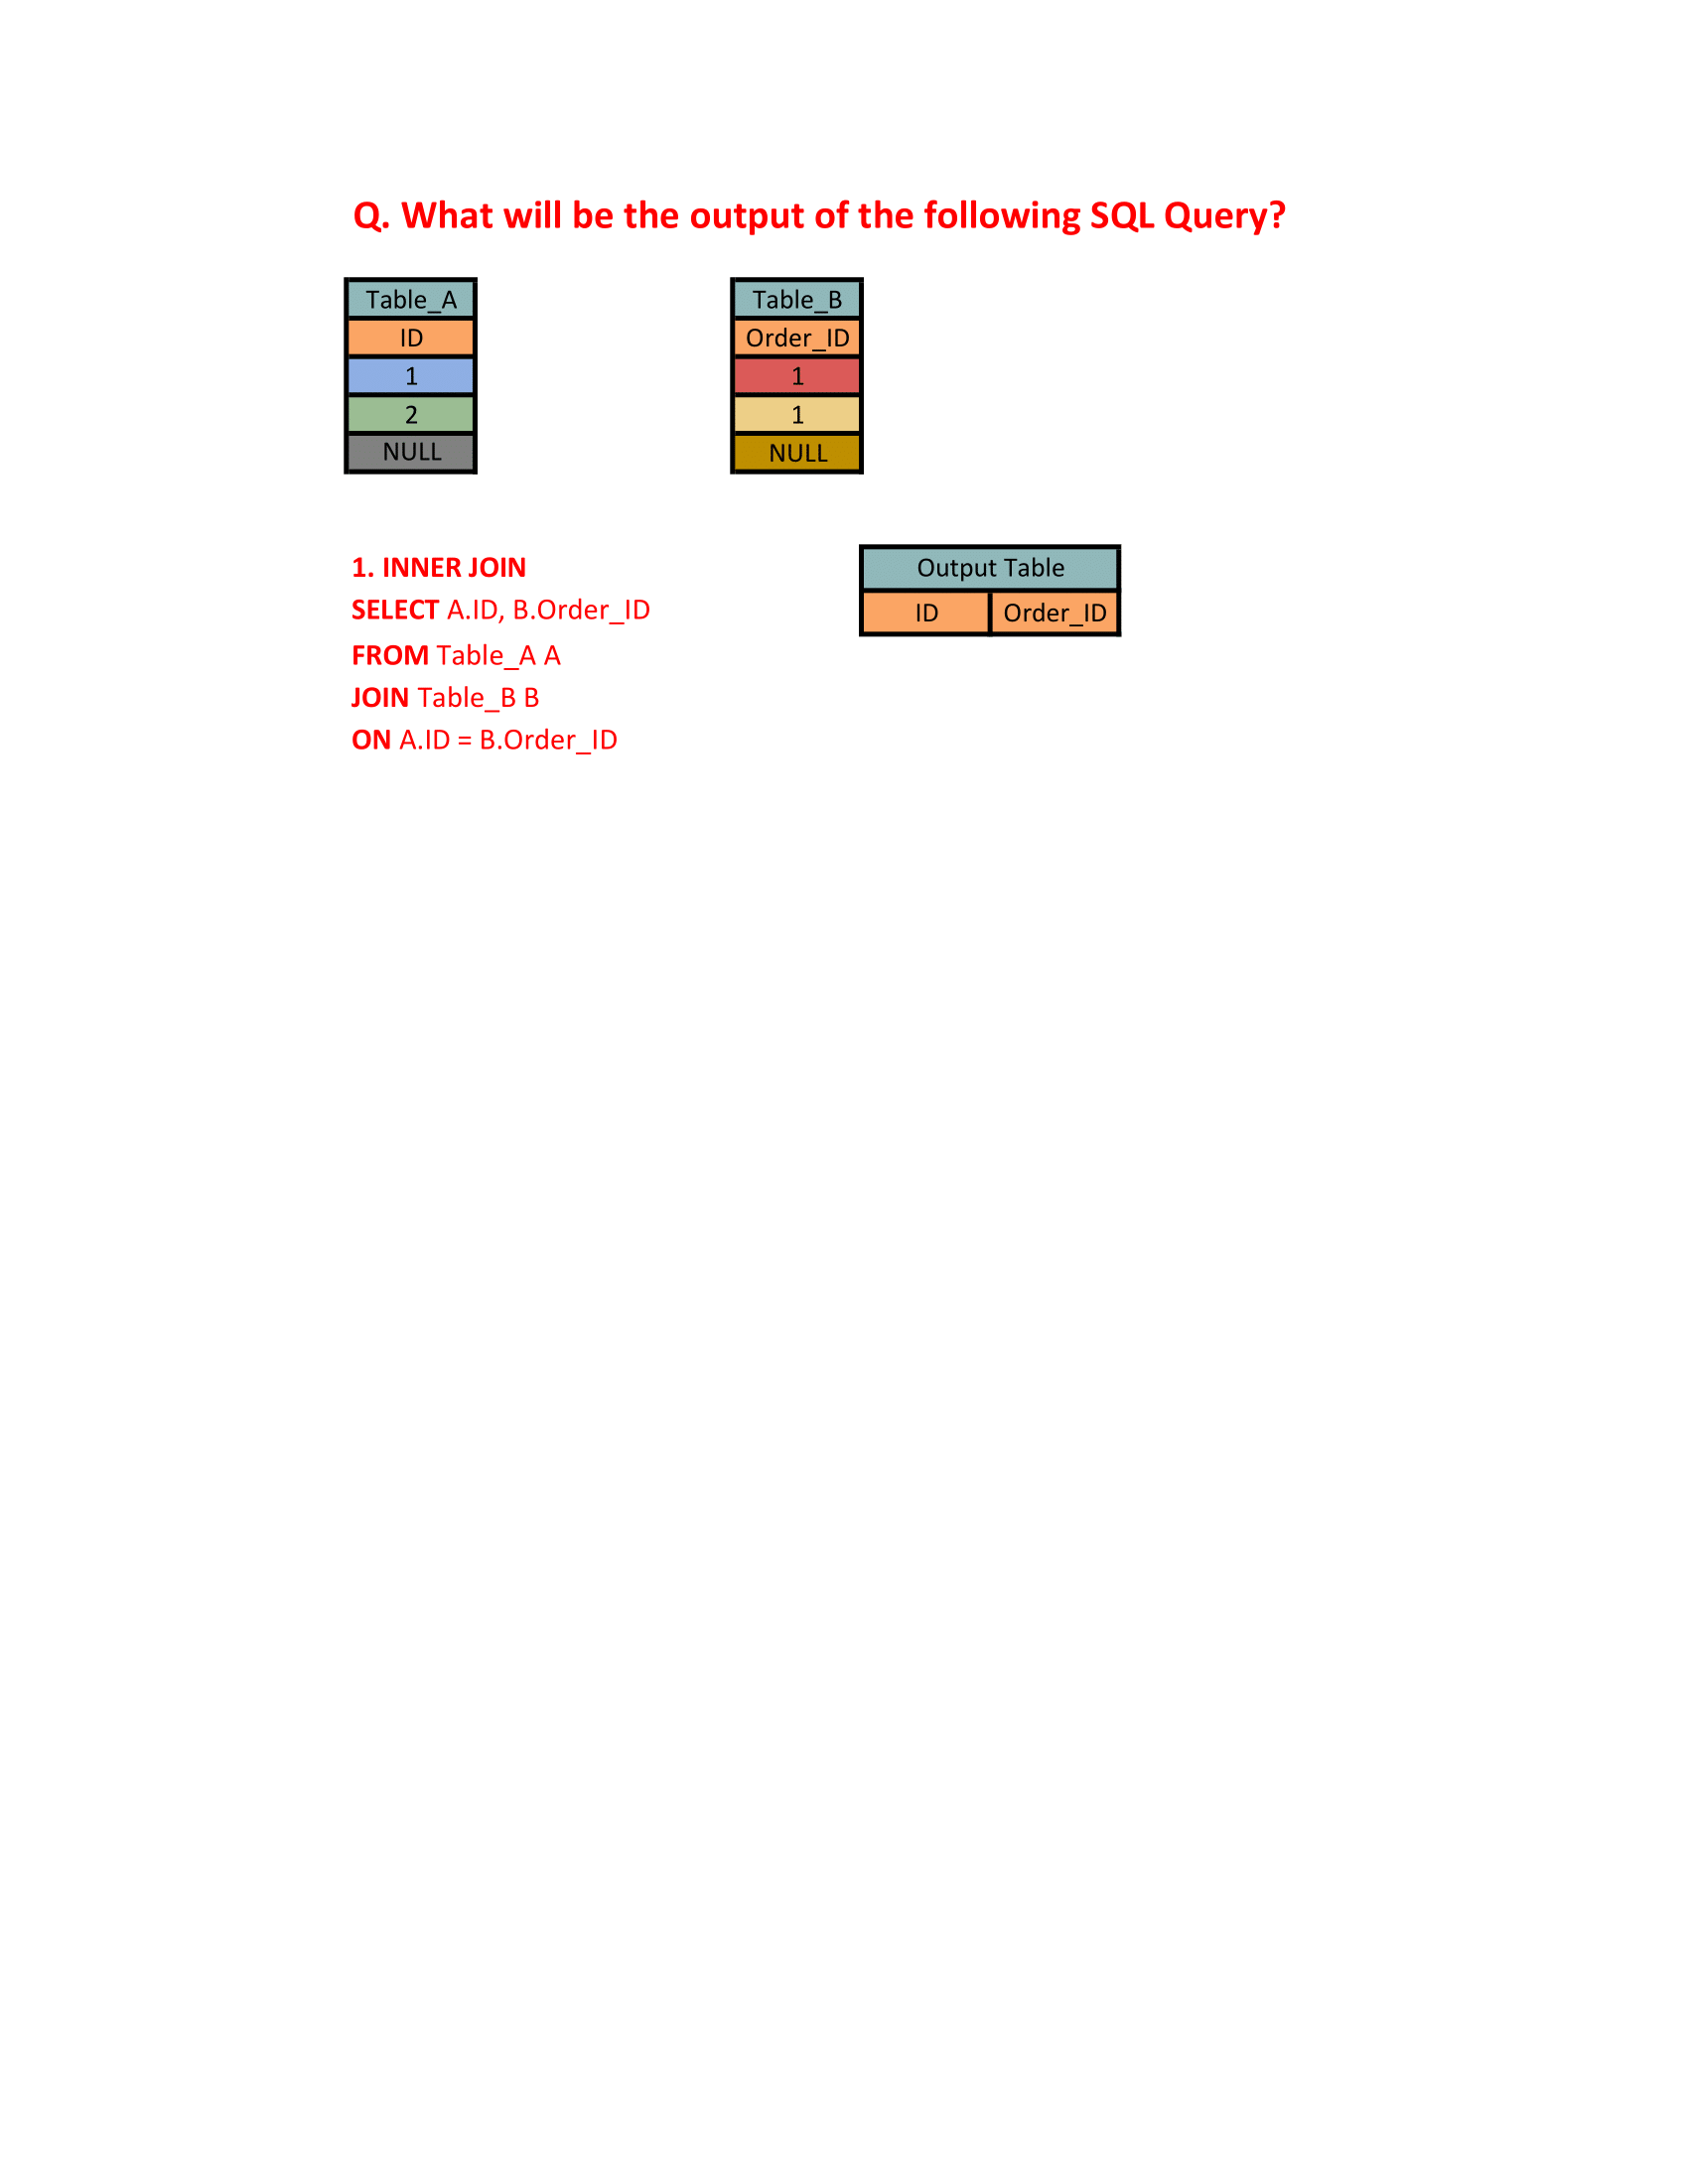 Q. What will be the output of the following SQL Query?
Table_A
ID
1
2
NULL
Table_B
Order_ID
1
1
NULL
1. INNER JOIN
SELECT A.ID, B.Order_ID
FROM Table_A A
JOIN Table_B B
ON A.ID = B.Order_ID
Output Table
ID Order_ID